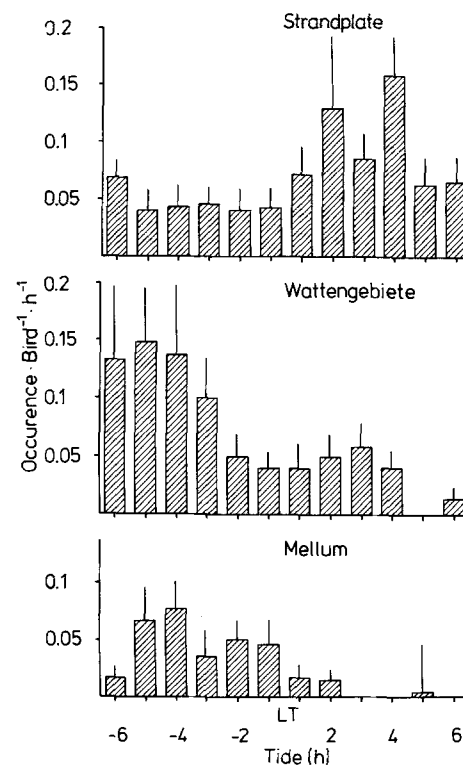 Strandplate
0.2
0.15
0.1
0.05
Wattengebiete
0.2
0.15
0.1
0.05
Occurence · Bird⁻¹ · h⁻¹
Mellum
0.1
0.05
LT
-6 -4 -2 2 4 6
Tide (h)